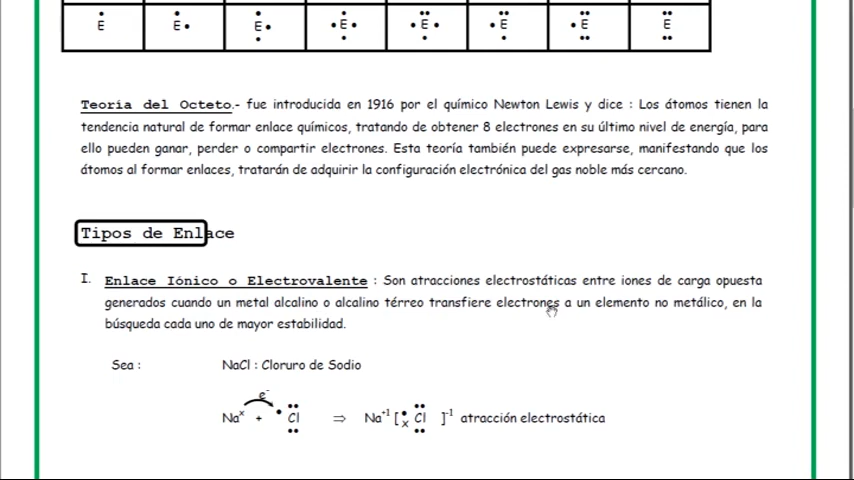 E E E E E E E E
Teoria del Octeto.- fue introducida en 1916 por el químico Newton Lewis y dice : Los átomos tienen la
tendencia natural de formar enlace químicos, tratando de obtener 8 electrones en su último nivel de energía, para
ello pueden ganar, perder o compartir electrones. Esta teoría también puede expresarse, manifestando que los
átomos al formar enlaces, tratarán de adquirir la configuración electrónica del gas noble más cercano.
Tipos de Enlace
I. Enlace Iónico o Electrovalente : Son atracciones electrostáticas entre iones de carga opuesta
generados cuando un metal alcalino o alcalino térreo transfiere electrones a un elemento no metálico, en la
búsqueda cada uno de mayor estabilidad.
Sea : NaCl : Cloruro de Sodio
e⁻
Naˣ + Cl ⇒ Na⁺¹ [ x Cl ]⁻¹ atracción electrostática